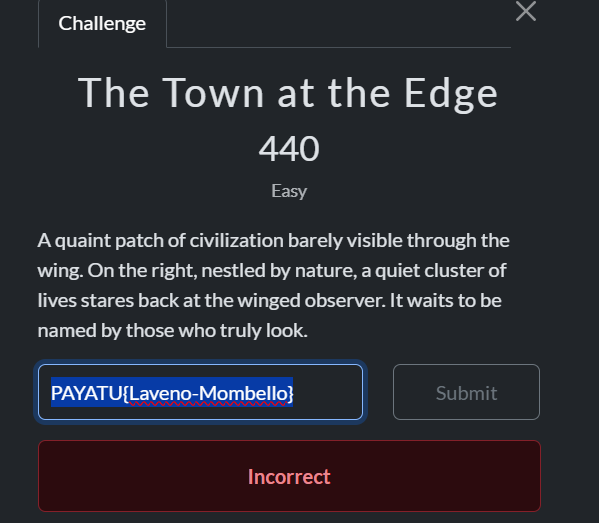 Challenge
The Town at the Edge
440
Easy
A quaint patch of civilization barely visible through the
wing. On the right, nestled by nature, a quiet cluster of
lives stares back at the winged observer. It waits to be
named by those who truly look.
PAYATU{Laveno-Mombello}
Submit
Incorrect